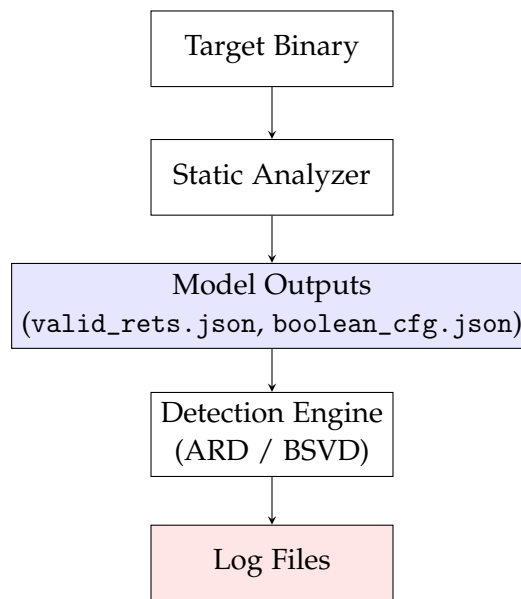 Target Binary
Static Analyzer
Model Outputs
(valid_rets.json, boolean_cfg.json)
Detection Engine
(ARD / BSVD)
Log Files